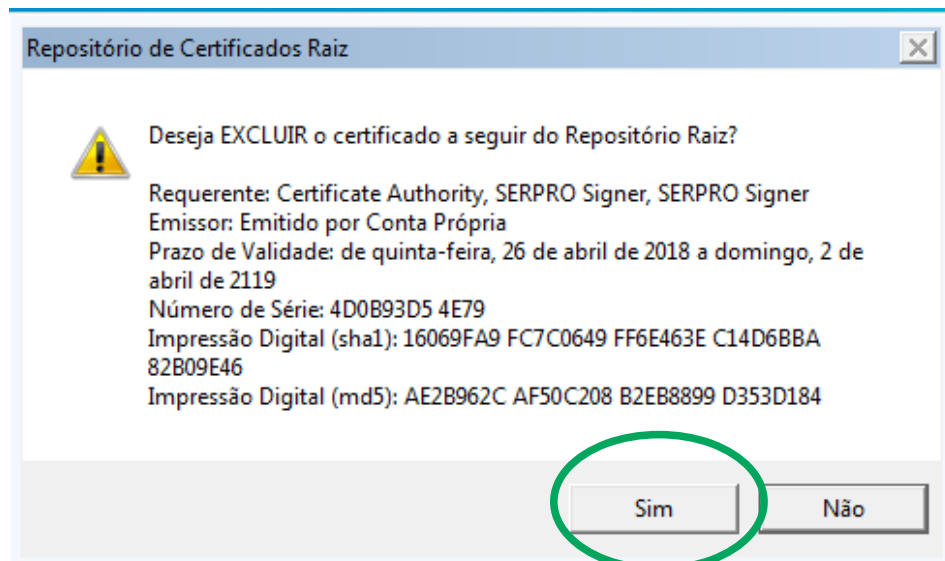 Repositório de Certificados Raiz
Deseja EXCLUIR o certificado a seguir do Repositório Raiz?
Requerente: Certificate Authority, SERPRO Signer, SERPRO Signer
Emissor: Emitido por Conta Própria
Prazo de Validade: de quinta-feira, 26 de abril de 2018 a domingo, 2 de
abril de 2119
Número de Série: 4D0B93D5 4E79
Impressão Digital (sha1): 16069FA9 FC7C0649 FF6E463E C14D6BBA
82B09E46
Impressão Digital (md5): AE2B962C AF50C208 B2EB8899 D353D184
Sim Não